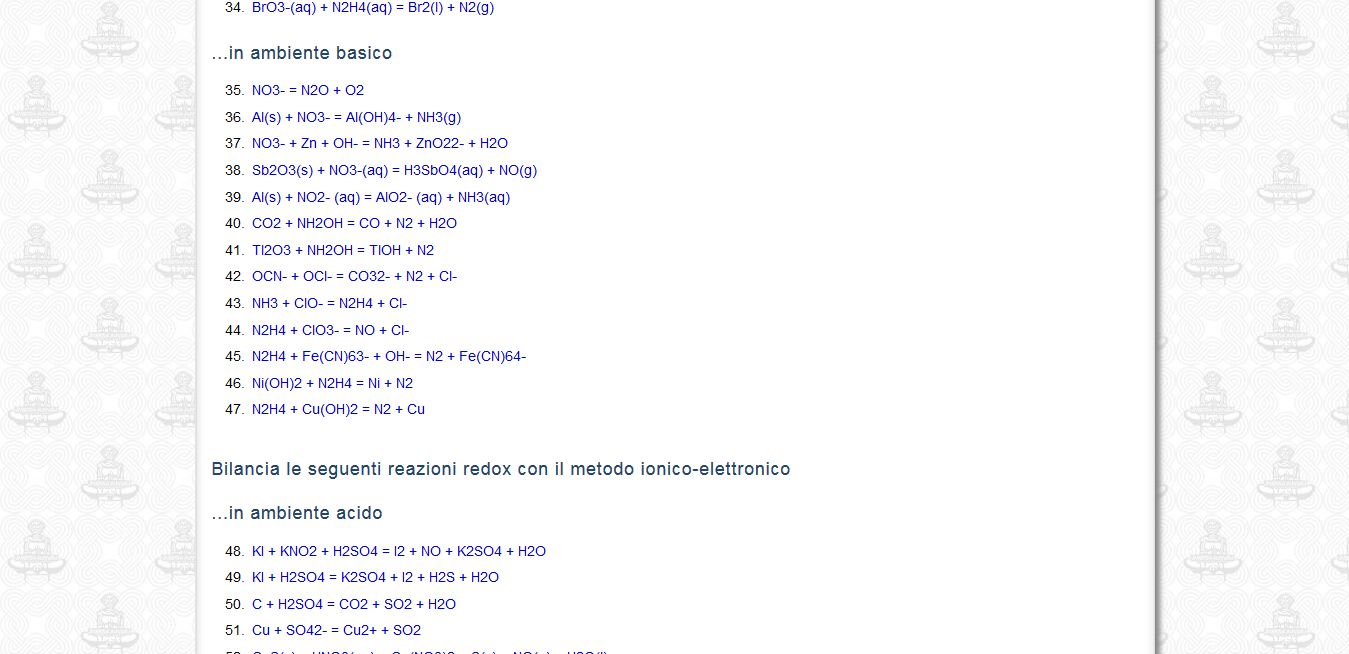 34. BrO3-(aq) + N2H4(aq) = Br2(l) + N2(g)
...in ambiente basico
35. NO3- = N2O + O2
36. Al(s) + NO3- = Al(OH)4- + NH3(g)
37. NO3- + Zn + OH- = NH3 + ZnO22- + H2O
38. Sb2O3(s) + NO3-(aq) = H3SbO4(aq) + NO(g)
39. Al(s) + NO2- (aq) = AlO2- (aq) + NH3(aq)
40. CO2 + NH2OH = CO + N2 + H2O
41. Tl2O3 + NH2OH = TlOH + N2
42. OCN- + OCl- = CO32- + N2 + Cl-
43. NH3 + ClO- = N2H4 + Cl-
44. N2H4 + ClO3- = NO + Cl-
45. N2H4 + Fe(CN)63- + OH- = N2 + Fe(CN)64-
46. Ni(OH)2 + N2H4 = Ni + N2
47. N2H4 + Cu(OH)2 = N2 + Cu
Bilancia le seguenti reazioni redox con il metodo ionico-elettronico
...in ambiente acido
48. KI + KNO2 + H2SO4 = I2 + NO + K2SO4 + H2O
49. KI + H2SO4 = K2SO4 + I2 + H2S + H2O
50. C + H2SO4 = CO2 + SO2 + H2O
51. Cu + SO42- = Cu2+ + SO2